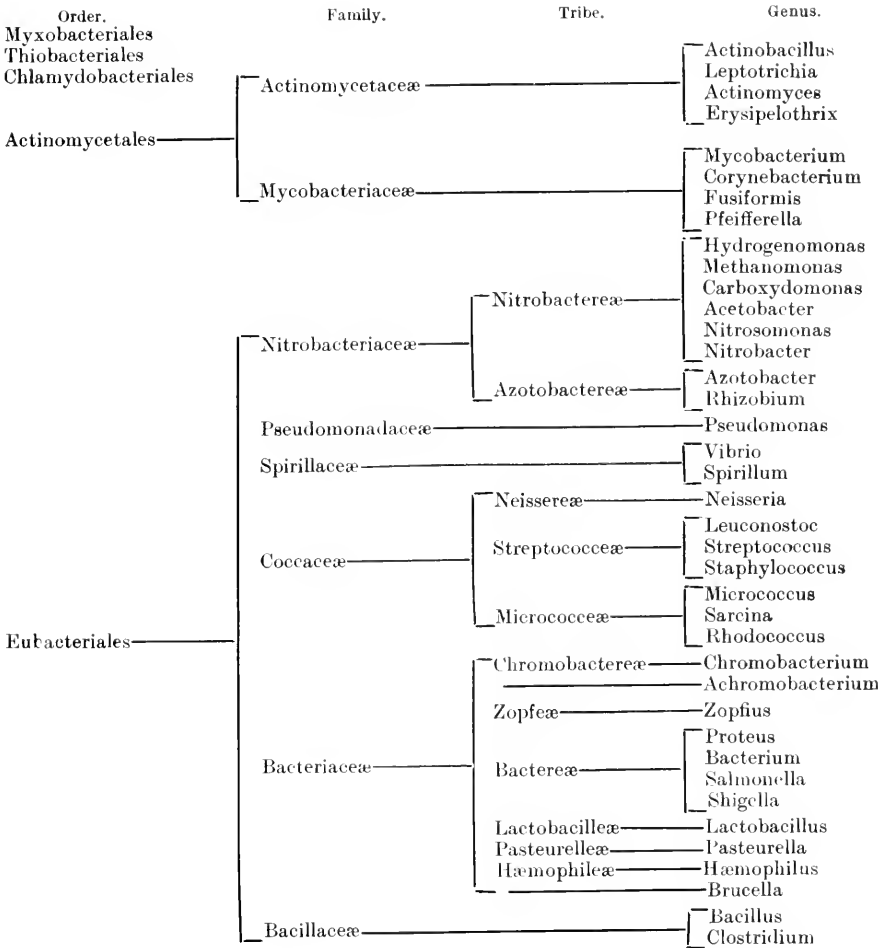 Order. Family. Tribe. Genus.
Myxobacteriales
Thiobacteriales
Chlamydobacteriales
Actinomycetales
Actinomycetaceæ
Actinobacillus
Leptotrichia
Actinomyces
Erysipelothrix
Mycobacteriaceæ
Mycobacterium
Corynebacterium
Fusiformis
Pfeifferella
Eubacteriales
Nitrobacteriaceæ
Nitrobactereæ
Hydrogenomonas
Methanomonas
Carboxydomonas
Acetobacter
Nitrosomonas
Nitrobacter
Azotobactereæ
Azotobacter
Rhizobium
Pseudomonadaceæ
Pseudomonas
Spirillaceæ
Vibrio
Spirillum
Coccaceæ
Neissereæ
Neisseria
Streptococceæ
Leuconostoc
Streptococcus
Staphylococcus
Micrococceæ
Micrococcus
Sarcina
Rhodococcus
Bacteriaceæ
Chromobactereæ
Chromobacterium
Achromobacterium
Zopfeæ
Zopfius
Bactereæ
Proteus
Bacterium
Salmonella
Shigella
Lactobacilleæ
Lactobacillus
Pasteurelleæ
Pasteurella
Hæmophileæ
Hæmophilus
Brucella
Bacillaceæ
Bacillus
Clostridium